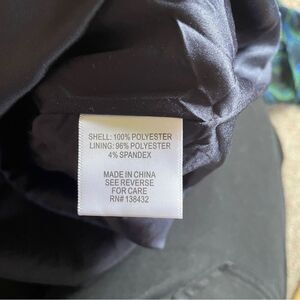 SHELL: 100% POLYESTER
LINING: 96% POLYESTER
4% SPANDEX
MADE IN CHINA
SEE REVERSE
FOR CARE
RN# 138432